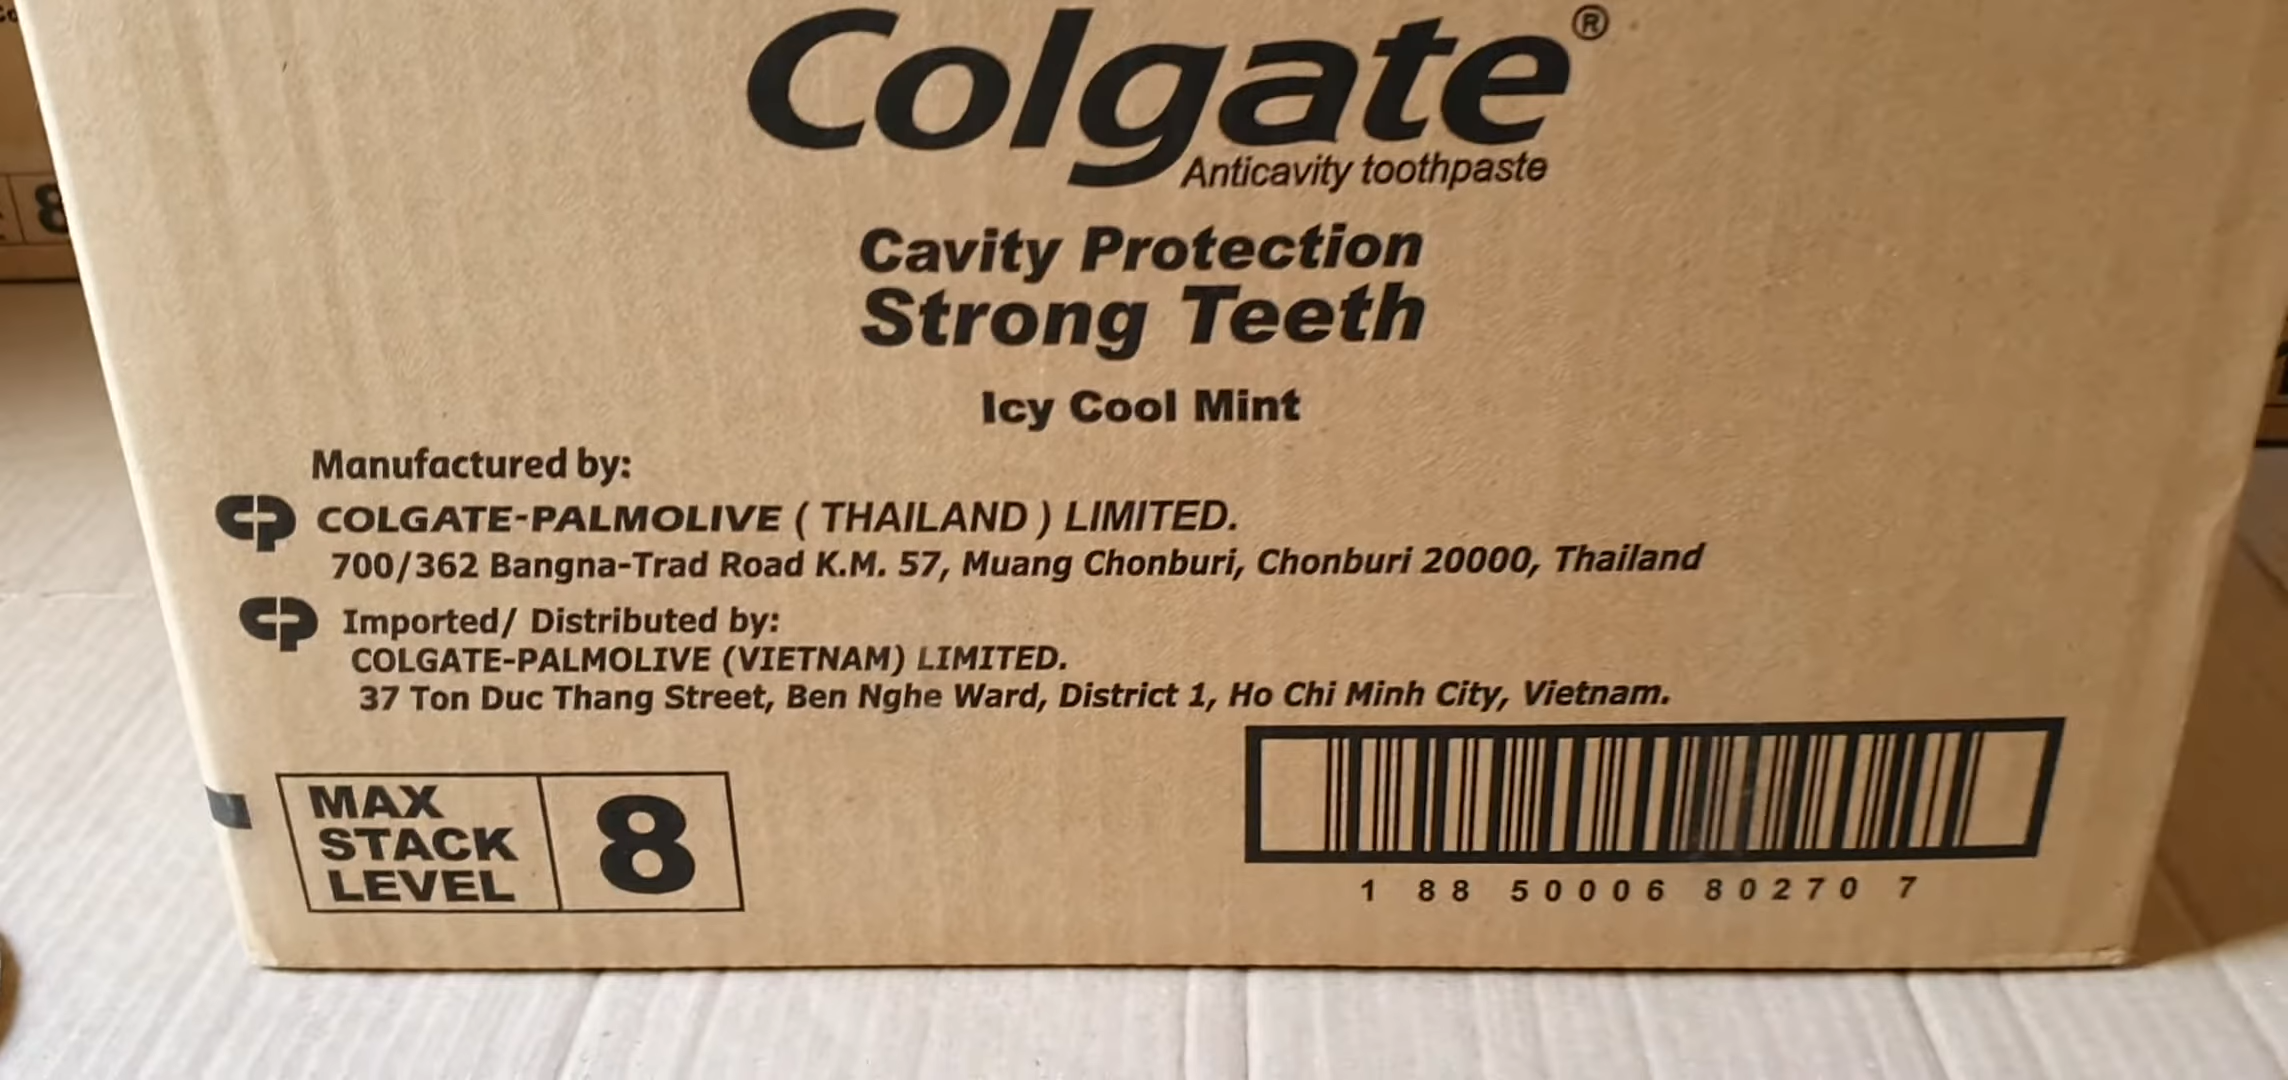 Colgate®
Anticavity toothpaste
Cavity Protection
Strong Teeth
Icy Cool Mint
Manufactured by:
COLGATE-PALMOLIVE ( THAILAND ) LIMITED.
700/362 Bangna-Trad Road K.M. 57, Muang Chonburi, Chonburi 20000, Thailand
Imported/ Distributed by:
COLGATE-PALMOLIVE (VIETNAM) LIMITED.
37 Ton Duc Thang Street, Ben Nghe Ward, District 1, Ho Chi Minh City, Vietnam.
MAX
STACK
LEVEL
8
1 88 50006 80270 7
8